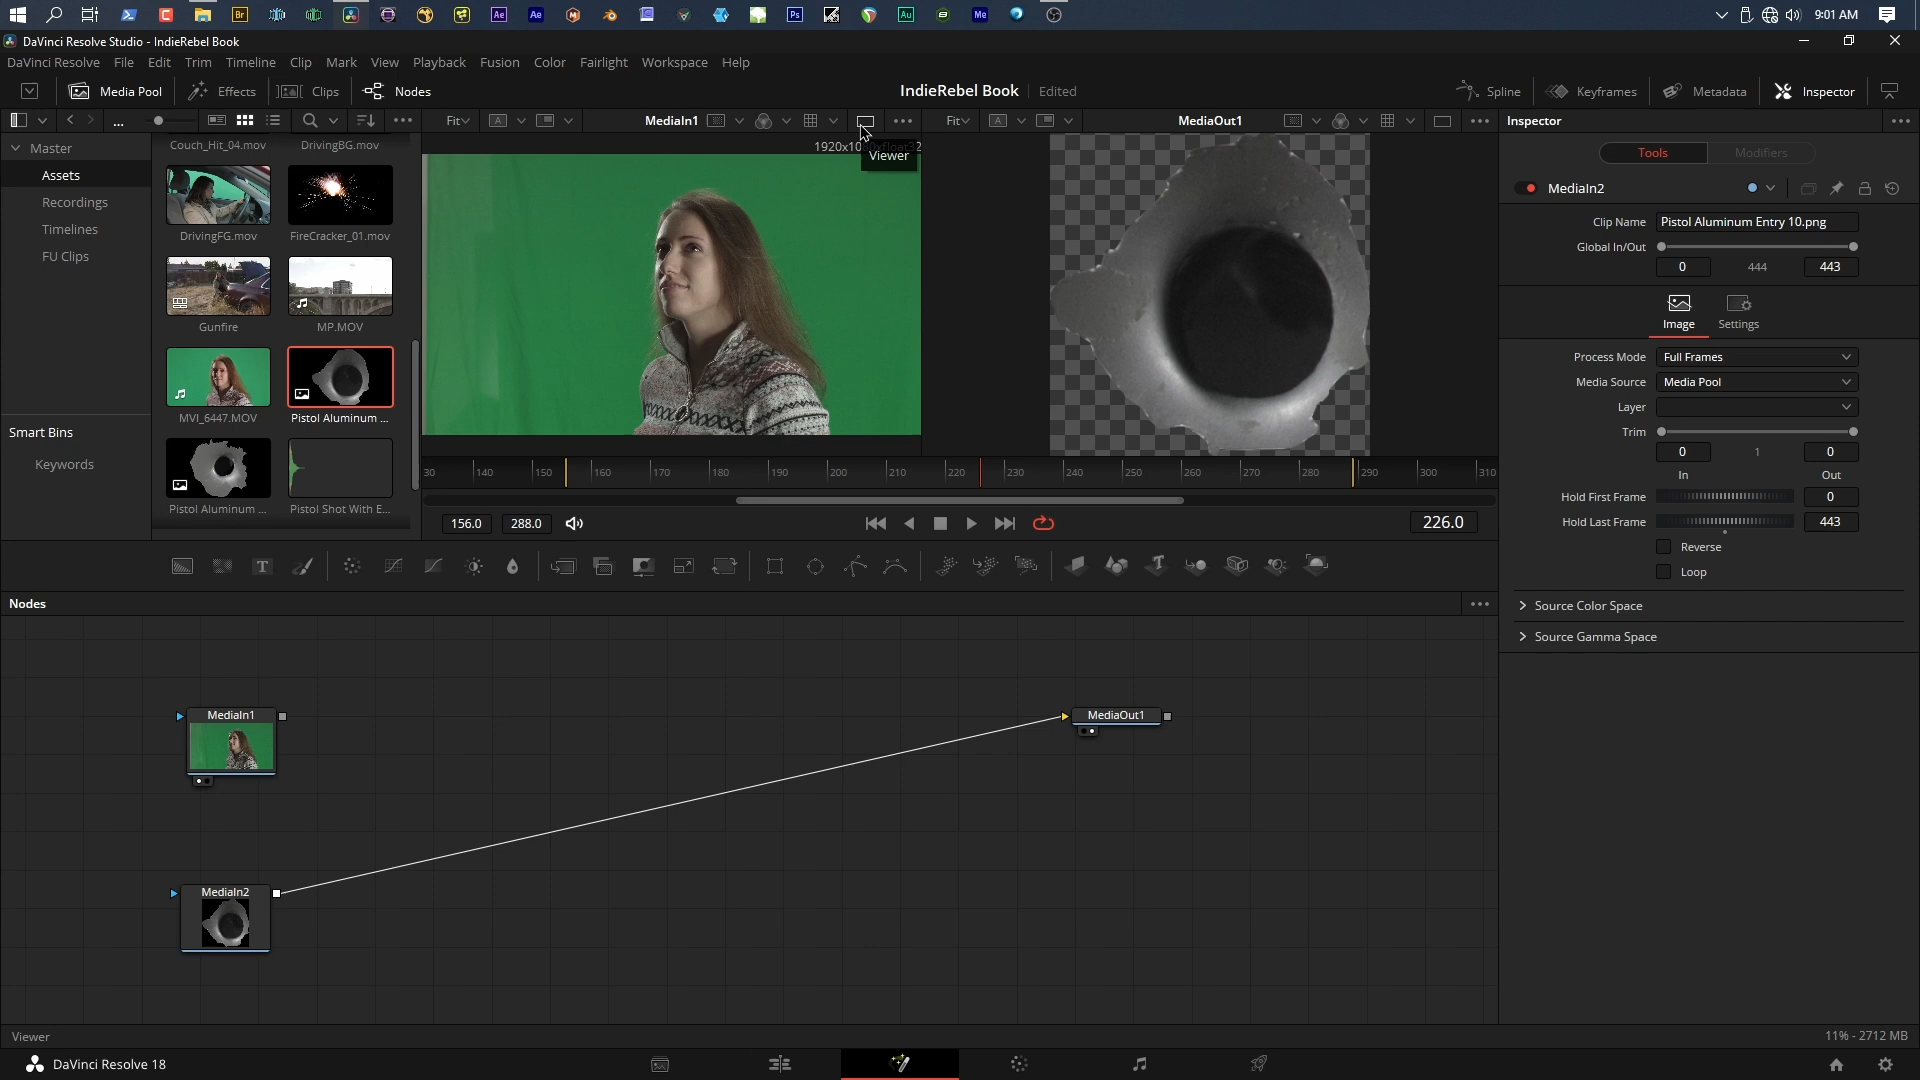 Br
Ae
Ae
Ps
Au
Me
9:01 AM
DaVinci Resolve Studio - IndieRebel Book
DaVinci Resolve File Edit Trim Timeline Clip Mark View Playback Fusion Color Fairlight Workspace Help
Media Pool Effects Clips Nodes IndieRebel Book Edited Spline Keyframes Metadata Inspector
... Fit A MediaIn1 Fit A MediaOut1 Inspector
Master
Assets
Recordings
Timelines
FU Clips
Smart Bins
Keywords
Couch_Hit_04.mov DrivingBG.mov
DrivingFG.mov FireCracker_01.mov
Gunfire MP.MOV
MVI_6447.MOV Pistol Aluminum ...
Pistol Aluminum ... Pistol Shot With E...
Viewer
30 140 150 160 170 180 190 200 210 220 230 240 250 260 270 280 290 300 310
156.0 288.0 226.0
Tools Modifiers
MediaIn2
Clip Name Pistol Aluminum Entry 10.png
Global In/Out
0 444 443
Image Settings
Process Mode Full Frames
Media Source Media Pool
Layer
Trim
0 1 0
In Out
Hold First Frame 0
Hold Last Frame 443
Reverse
Loop
Source Color Space
Source Gamma Space
T T
Nodes
MediaIn1
MediaOut1
MediaIn2
Viewer 11% - 2712 MB
DaVinci Resolve 18